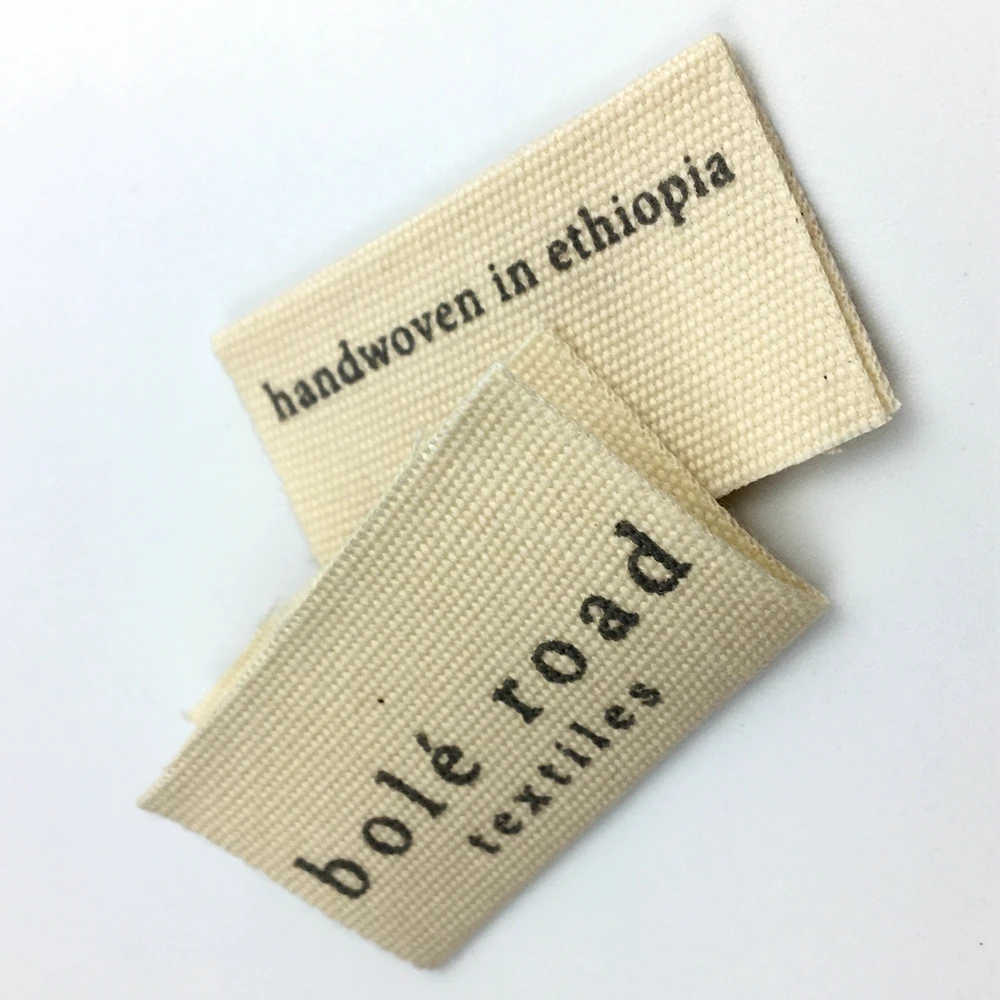 handwoven in ethiopia
bolé road
textiles